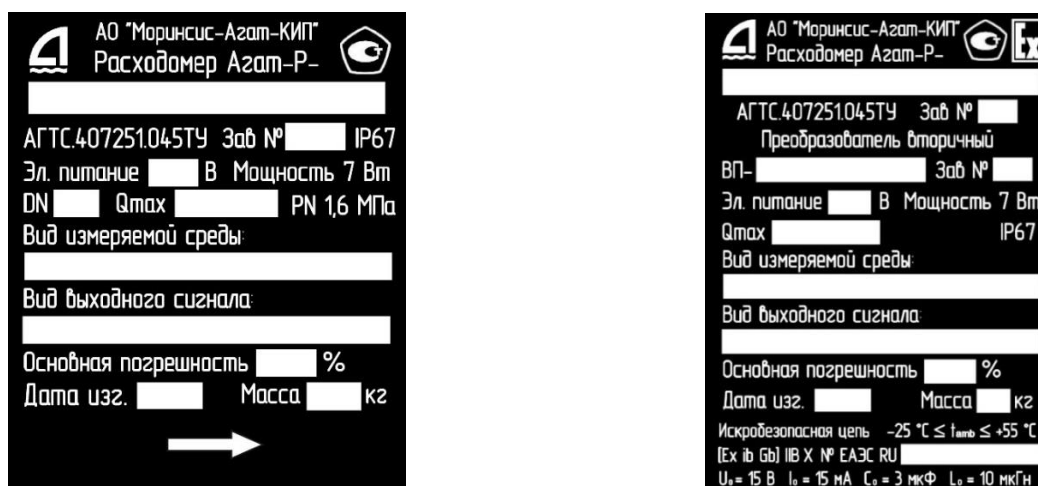 АО "Моринсис-Агат-КИП"
Расходомер Агат-Р-
АГТС.407251.045ТУ Зав № IP67
Эл. питание В Мощность 7 Вт
DN Qmax PN 1,6 МПа
Вид измеряемой среды:
Вид выходного сигнала:
Основная погрешность %
Дата изг. Масса кг
АО "Моринсис-Агат-КИП"
Расходомер Агат-Р-
Ex
АГТС.407251.045ТУ Зав №
Преобразователь вторичный
ВП- Зав №
Эл. питание В Мощность 7 Вт
Qmax IP67
Вид измеряемой среды:
Вид выходного сигнала:
Основная погрешность %
Дата изг. Масса кг
Искробезопасная цепь -25 °C ≤ tamb ≤ +55 °C
[Ex ib Gb] IIB X № ЕАЭС RU
U₀= 15 В I₀ = 15 мА C₀ = 3 мкФ L₀ = 10 мкГн